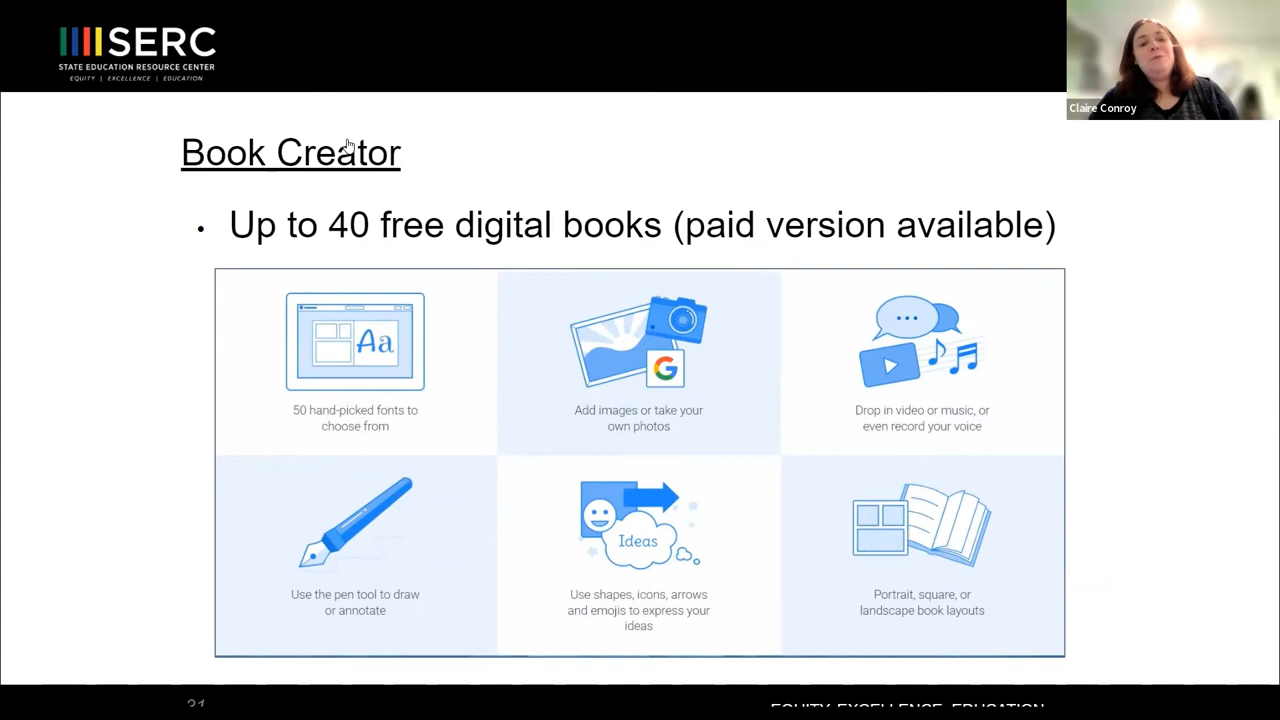 SERC
STATE EDUCATION RESOURCE CENTER
EQUITY | EXCELLENCE | EDUCATION
Claire Conroy
Book Creator
• Up to 40 free digital books (paid version available)
Aa
G
50 hand-picked fonts to
choose from
Add images or take your
own photos
Drop in video or music, or
even record your voice
Ideas
Use the pen tool to draw
or annotate
Use shapes, icons, arrows
and emojis to express your
ideas
Portrait, square, or
landscape book layouts
31
EQUITY. EXCELLENCE. EDUCATION.